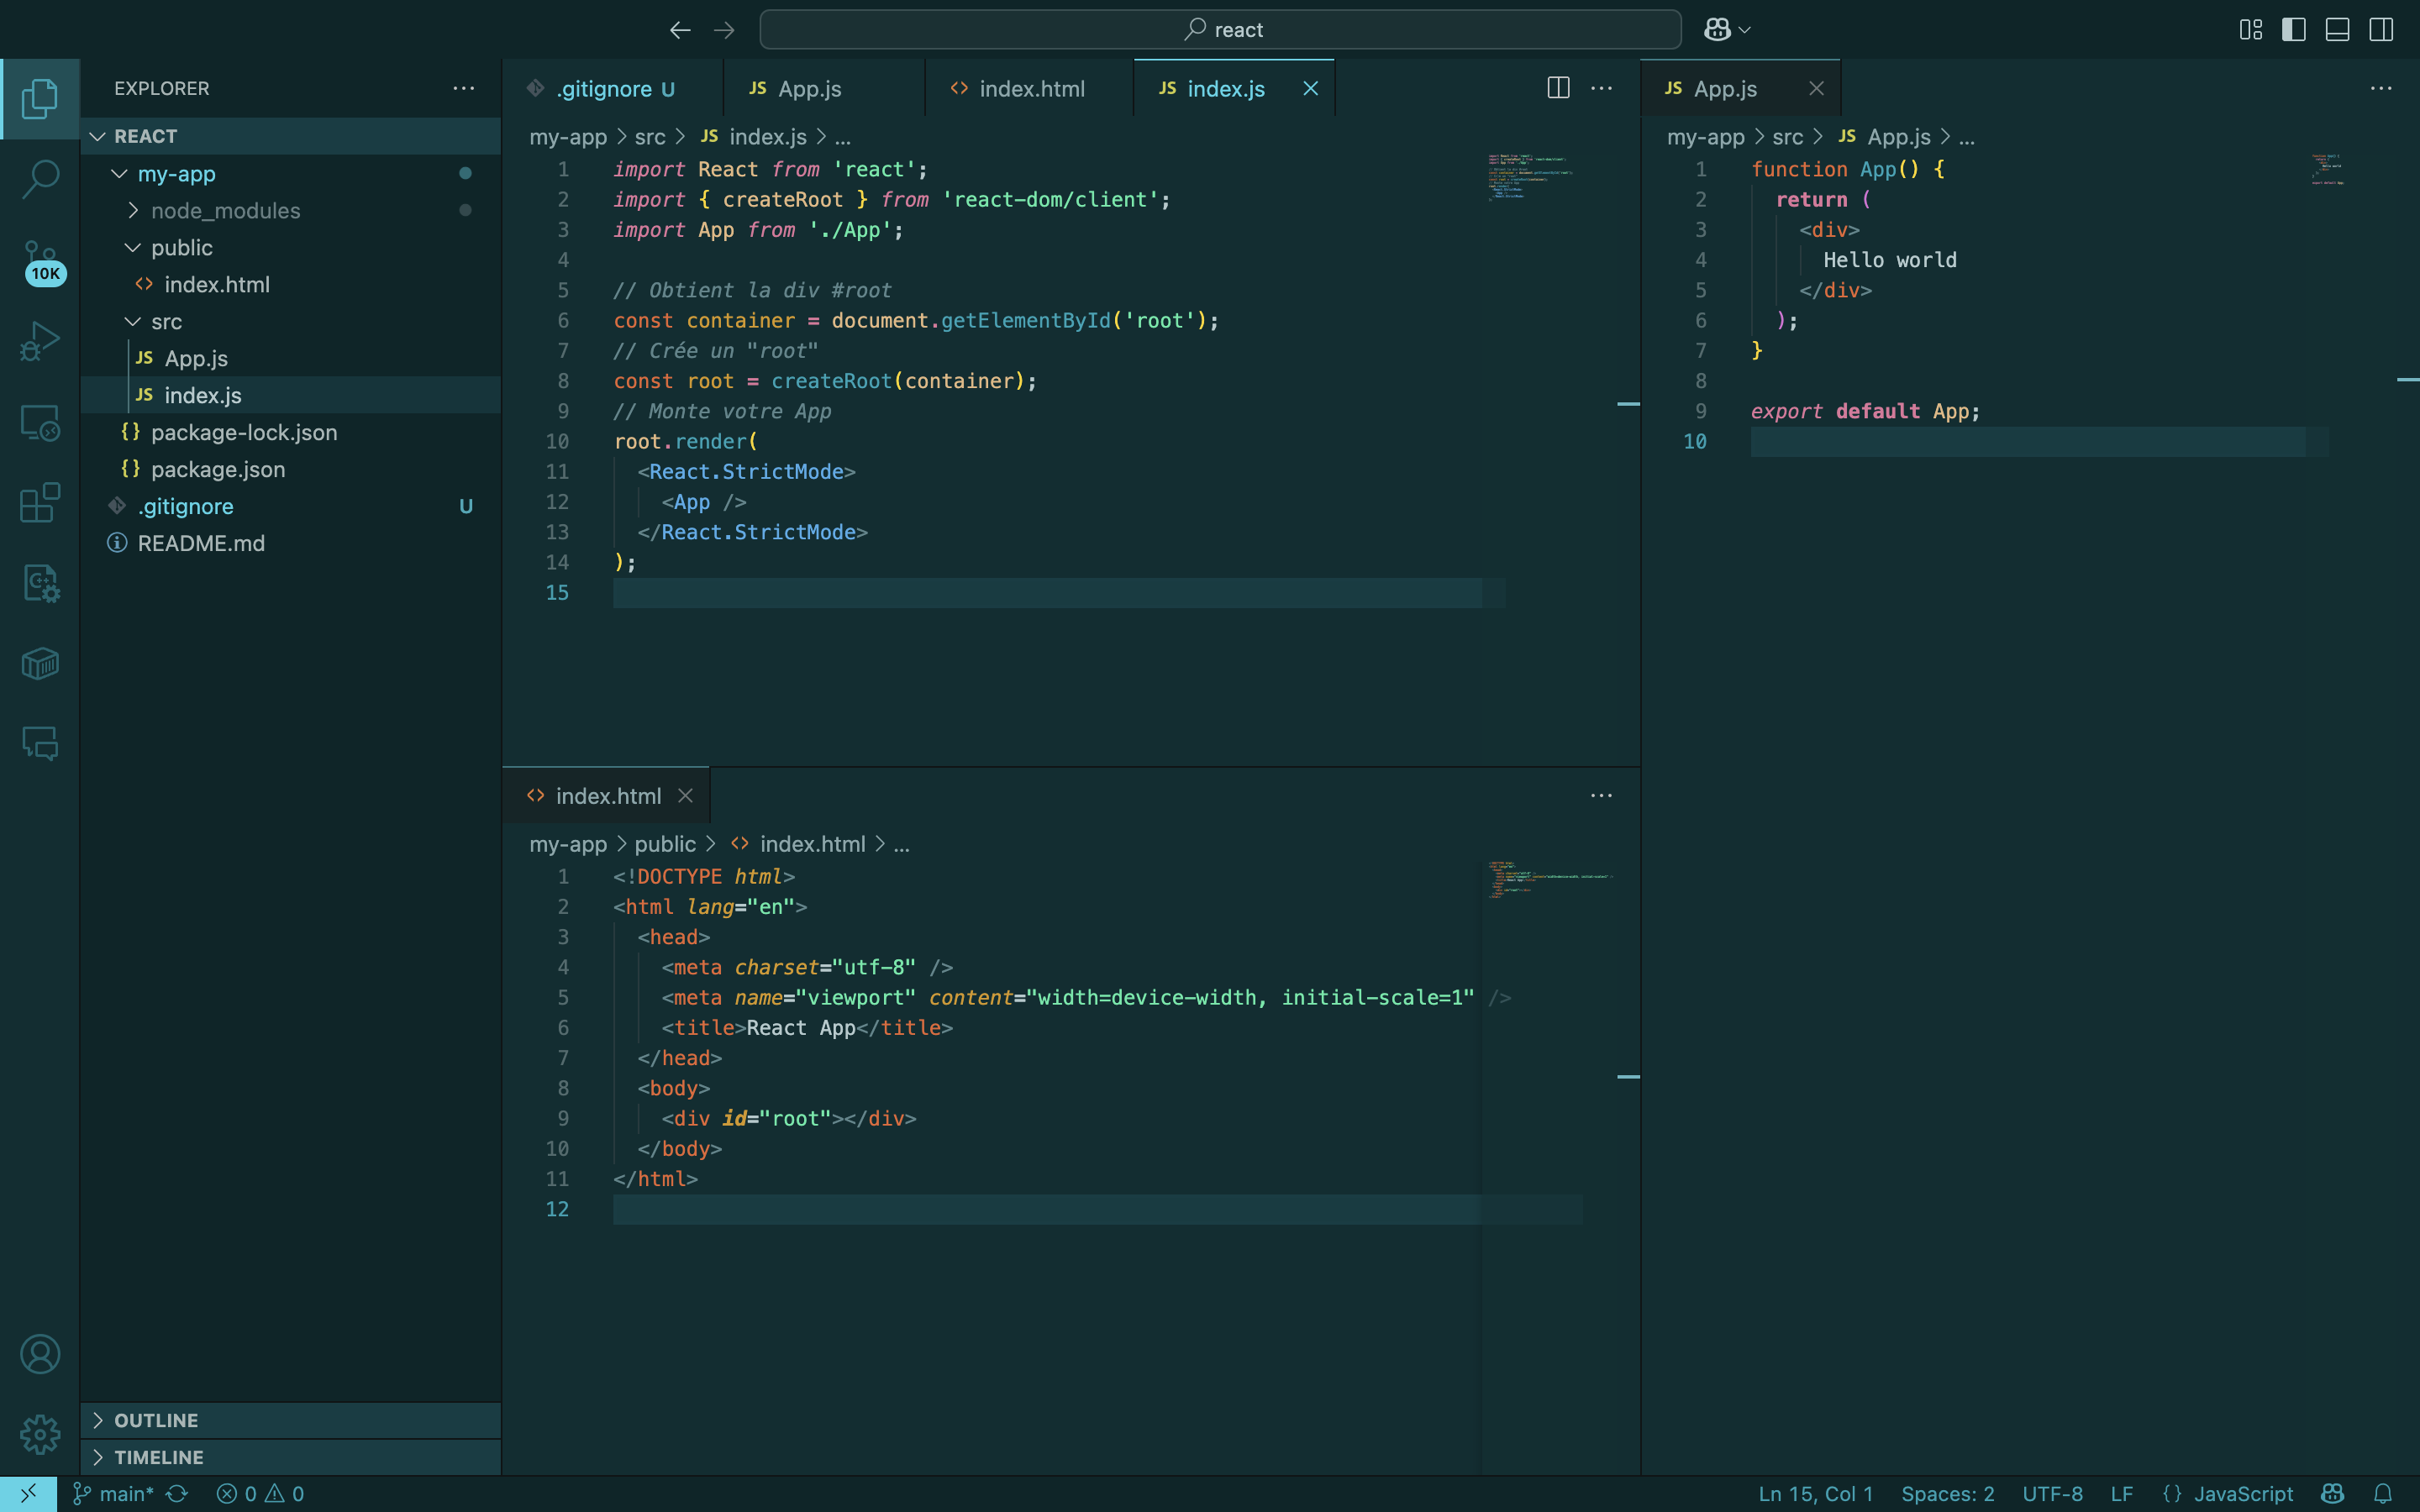 react
EXPLORER
REACT
my-app
node_modules
public
index.html
src
App.js
index.js
package-lock.json
package.json
.gitignore U
README.md
OUTLINE
TIMELINE
10K
.gitignore U
App.js
index.html
index.js
my-app > src > JS index.js > ...
1 import React from 'react';
2 import { createRoot } from 'react-dom/client';
3 import App from './App';
4
5 // Obtient la div #root
6 const container = document.getElementById('root');
7 // Crée un "root"
8 const root = createRoot(container);
9 // Monte votre App
10 root.render(
11 <React.StrictMode>
12 <App />
13 </React.StrictMode>
14 );
15
index.html
my-app > public > <> index.html > ...
1 <!DOCTYPE html>
2 <html lang="en">
3 <head>
4 <meta charset="utf-8" />
5 <meta name="viewport" content="width=device-width, initial-scale=1" />
6 <title>React App</title>
7 </head>
8 <body>
9 <div id="root"></div>
10 </body>
11 </html>
12
JS App.js
my-app > src > JS App.js > ...
1 function App() {
2 return (
3 <div>
4 Hello world
5 </div>
6 );
7 }
8
9 export default App;
10
main* 0 0
Ln 15, Col 1 Spaces: 2 UTF-8 LF {} JavaScript